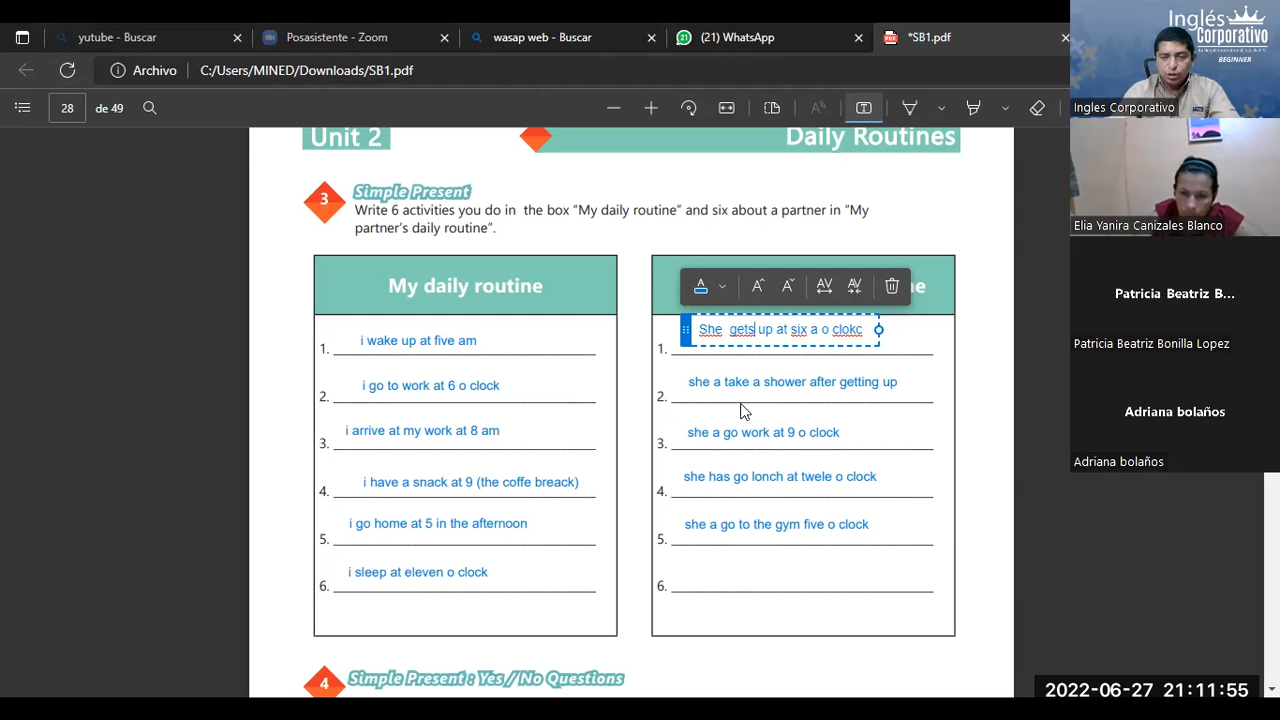 yutube - Buscar
Posasistente - Zoom
wasap web - Buscar
(21) WhatsApp
*SB1.pdf
Archivo
C:/Users/MINED/Downloads/SB1.pdf
28 de 49
Unit 2
Daily Routines
3
Simple Present
Write 6 activities you do in the box “My daily routine” and six about a partner in “My
partner’s daily routine”.
My daily routine
1. i wake up at five am
2. i go to work at 6 o clock
3. i arrive at my work at 8 am
4. i have a snack at 9 (the coffe breack)
5. i go home at 5 in the afternoon
6. i sleep at eleven o clock
1. She gets up at six a o clokc
2. she a take a shower after getting up
3. she a go work at 9 o clock
4. she has go lonch at twele o clock
5. she a go to the gym five o clock
6.
4
Simple Present : Yes / No Questions
Inglés
Corporativo
BEGINNER
Ingles Corporativo
Elia Yanira Canizales Blanco
Patricia Beatriz B...
Patricia Beatriz Bonilla Lopez
Adriana bolaños
Adriana bolaños
2022-06-27 21:11:55